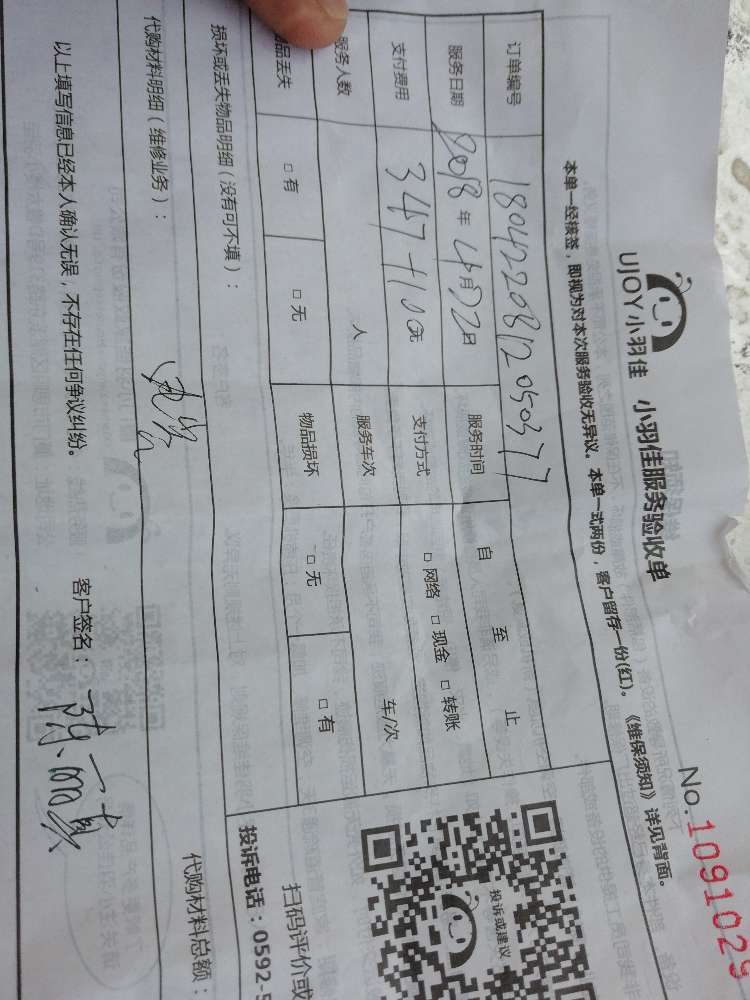 UJOY小羽佳 小羽佳服务验收单
No.1091029
本单一经接签，即视为对本次服务验收无异议。本单一式两份，客户留存一份(红)。《维保须知》详见背面。
订单编号 180422081205037
服务日期 2018年4月22日 服务时间 自 至 止
支付费用 347+100元 支付方式 □网络 □现金 □转账
服务人数 人 服务车次 车/次
品丢失 □有 □无 物品损坏 □无 □有
损坏或丢失物品明细(没有可不填)：
代购材料明细(维修业务)：
代购材料总额：
以上填写信息已经本人确认无误，不存在任何争议纠纷。 客户签名：
投诉或建议
扫码评价或
投诉电话：0592-5